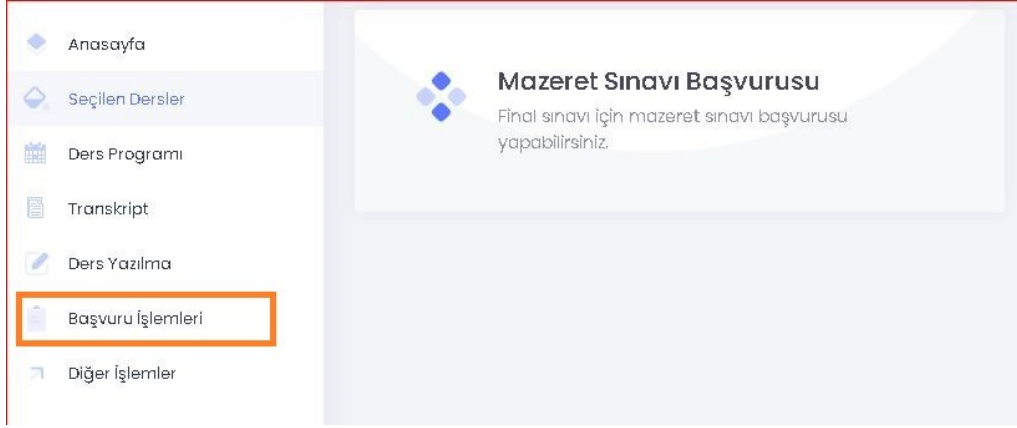 Anasayfa
Seçilen Dersler
Ders Programı
Transkript
Ders Yazılma
Başvuru İşlemleri
Diğer İşlemler
Mazeret Sınavı Başvurusu
Final sınavı için mazeret sınavı başvurusu
yapabilirsiniz.